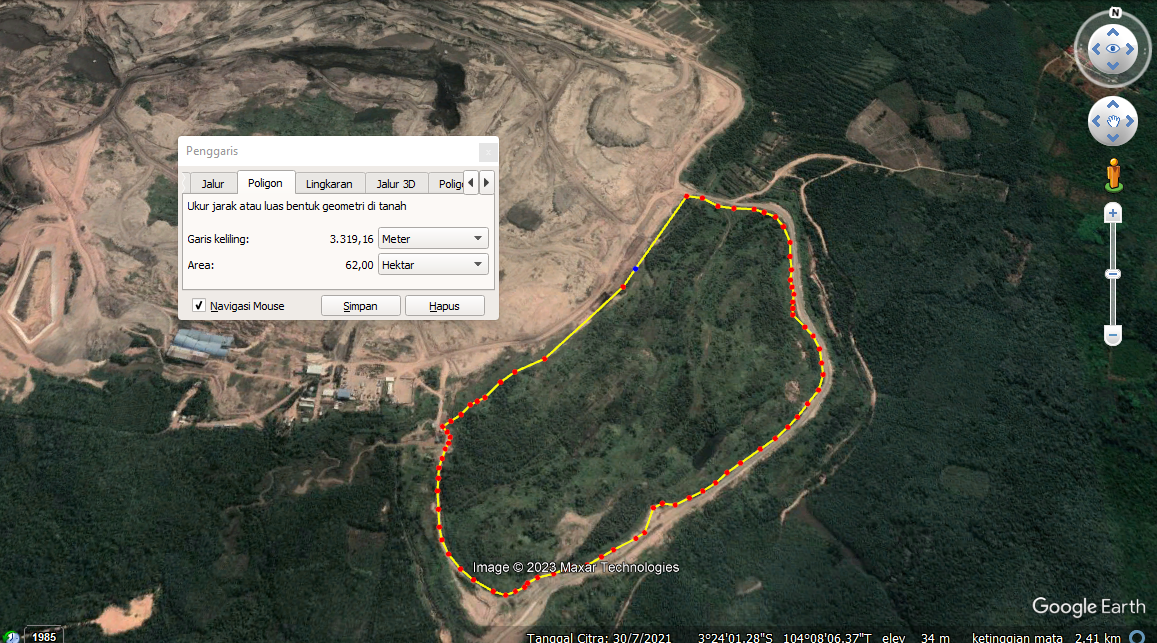 N
Penggaris
Jalur Poligon Lingkaran Jalur 3D Polig
Ukur jarak atau luas bentuk geometri di tanah
Garis keliling: 3.319,16 Meter
Area: 62,00 Hektar
Navigasi Mouse Simpan Hapus
Image © 2023 Maxar Technologies
Google Earth
1985
Tanggal Citra: 30/7/2021 3°24'01.28"S 104°08'06.37"T elev 34 m ketinggian mata 2.41 km